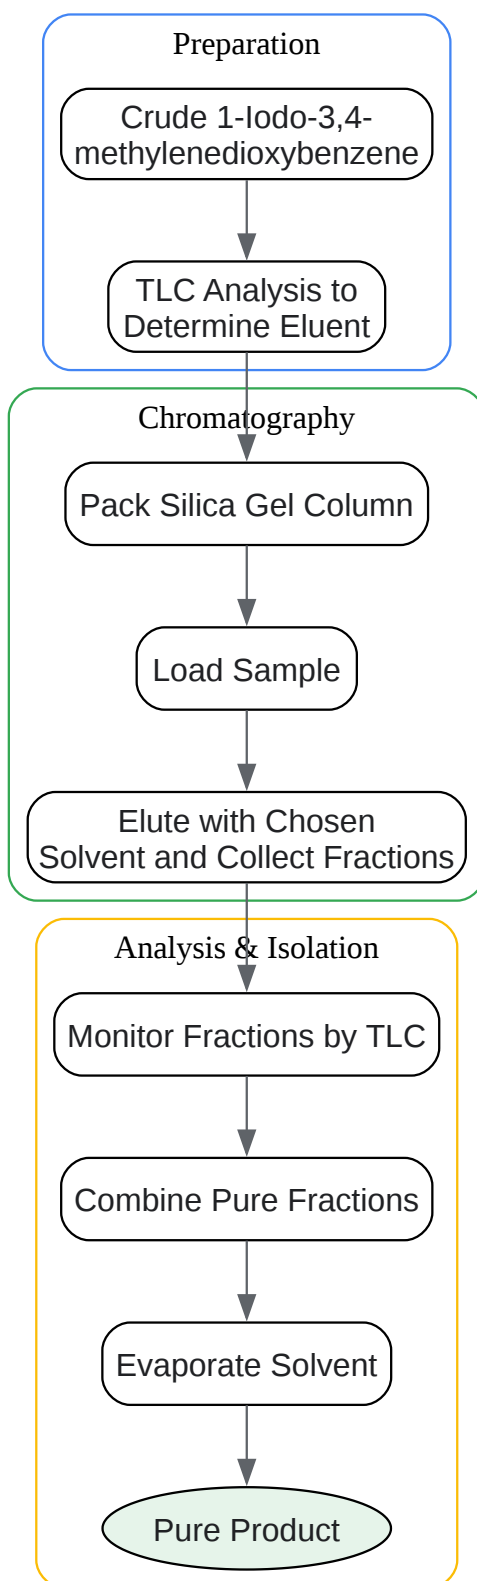 Preparation
Crude 1-Iodo-3,4-
methylenedioxybenzene
TLC Analysis to
Determine Eluent
Chromatography
Pack Silica Gel Column
Load Sample
Elute with Chosen
Solvent and Collect Fractions
Analysis & Isolation
Monitor Fractions by TLC
Combine Pure Fractions
Evaporate Solvent
Pure Product